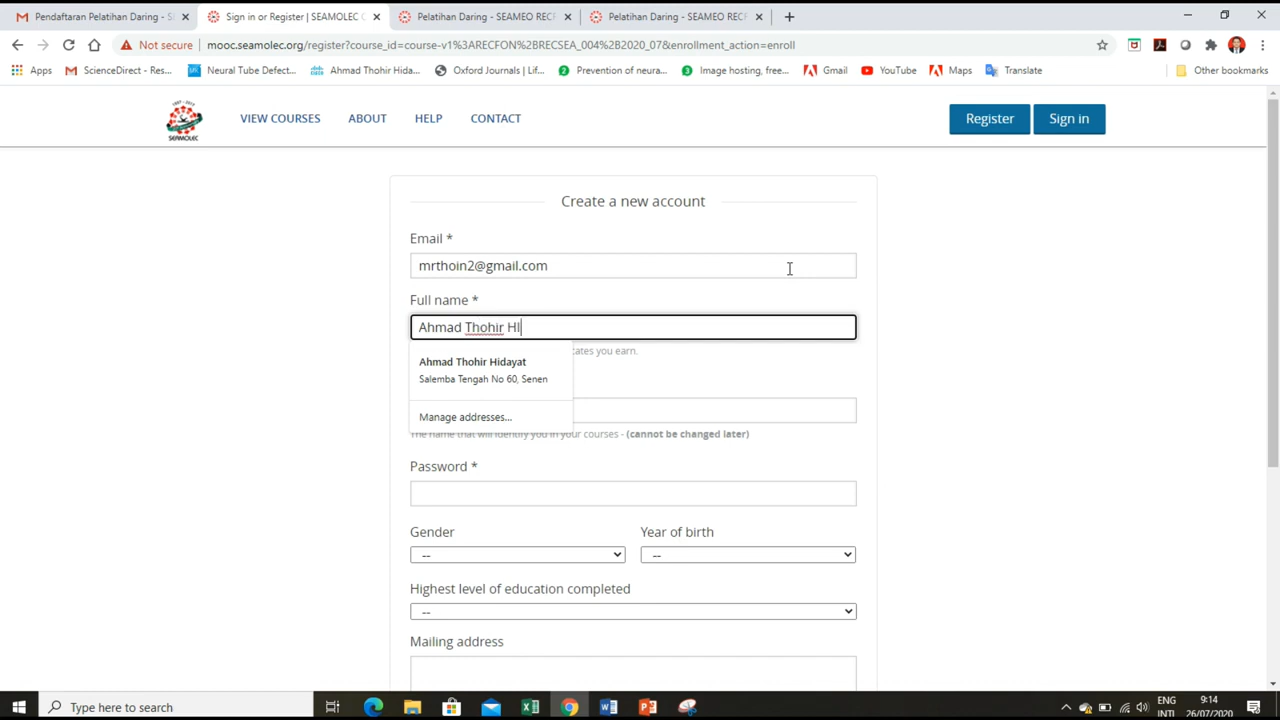 Pendaftaran Pelatihan Daring - S
Sign in or Register | SEAMOLEC C
Pelatihan Daring - SEAMEO RECF
Pelatihan Daring - SEAMEO RECF
Not secure
mooc.seamolec.org/register?course_id=course-v1%3ARECFON%2BRECSEA_004%2B2020_07&enrollment_action=enroll
Apps
ScienceDirect - Res...
Neural Tube Defect...
Ahmad Thohir Hida...
Oxford Journals | Lif...
Prevention of neura...
Image hosting, free...
Gmail
YouTube
Maps
Translate
Other bookmarks
SEAMOLEC
VIEW COURSES
ABOUT
HELP
CONTACT
Register
Sign in
Create a new account
Email *
mrthoin2@gmail.com
Full name *
Ahmad Thohir HI
cates you earn.
Ahmad Thohir Hidayat
Salemba Tengah No 60, Senen
Manage addresses...
The name that will identify you in your courses - (cannot be changed later)
Password *
Gender
Year of birth
--
--
Highest level of education completed
--
Mailing address
Type here to search
ENG
INTL
9:14
26/07/2020